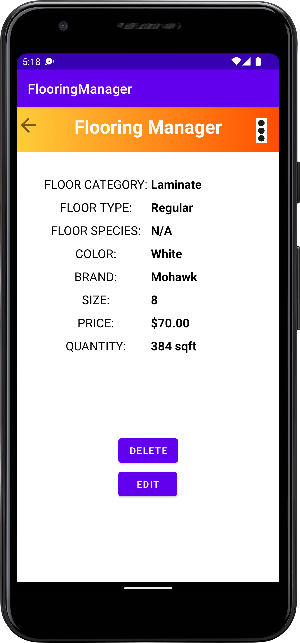 5:18
FlooringManager
Flooring Manager
FLOOR CATEGORY: Laminate
FLOOR TYPE: Regular
FLOOR SPECIES: N/A
COLOR: White
BRAND: Mohawk
SIZE: 8
PRICE: $70.00
QUANTITY: 384 sqft
DELETE
EDIT